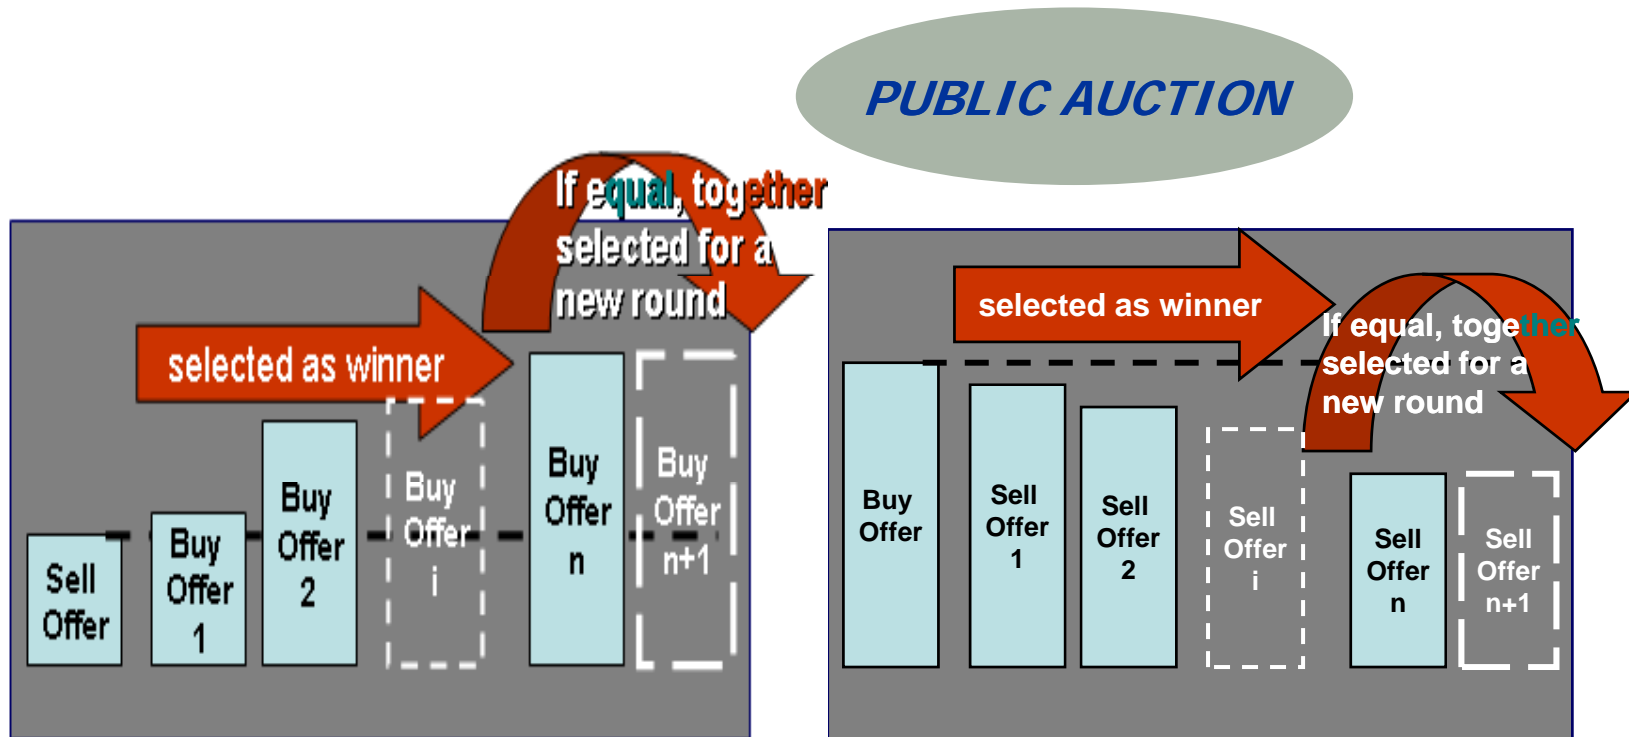 PUBLIC AUCTION
If equal, together
selected for a
new round
selected as winner
Sell
Offer
Buy
Offer
1
Buy
Offer
2
Buy
Offer
i
Buy
Offer
n
Buy
Offer
n+1
selected as winner
If equal, together
selected for a
new round
Buy
Offer
Sell
Offer
1
Sell
Offer
2
Sell
Offer
i
Sell
Offer
n
Sell
Offer
n+1